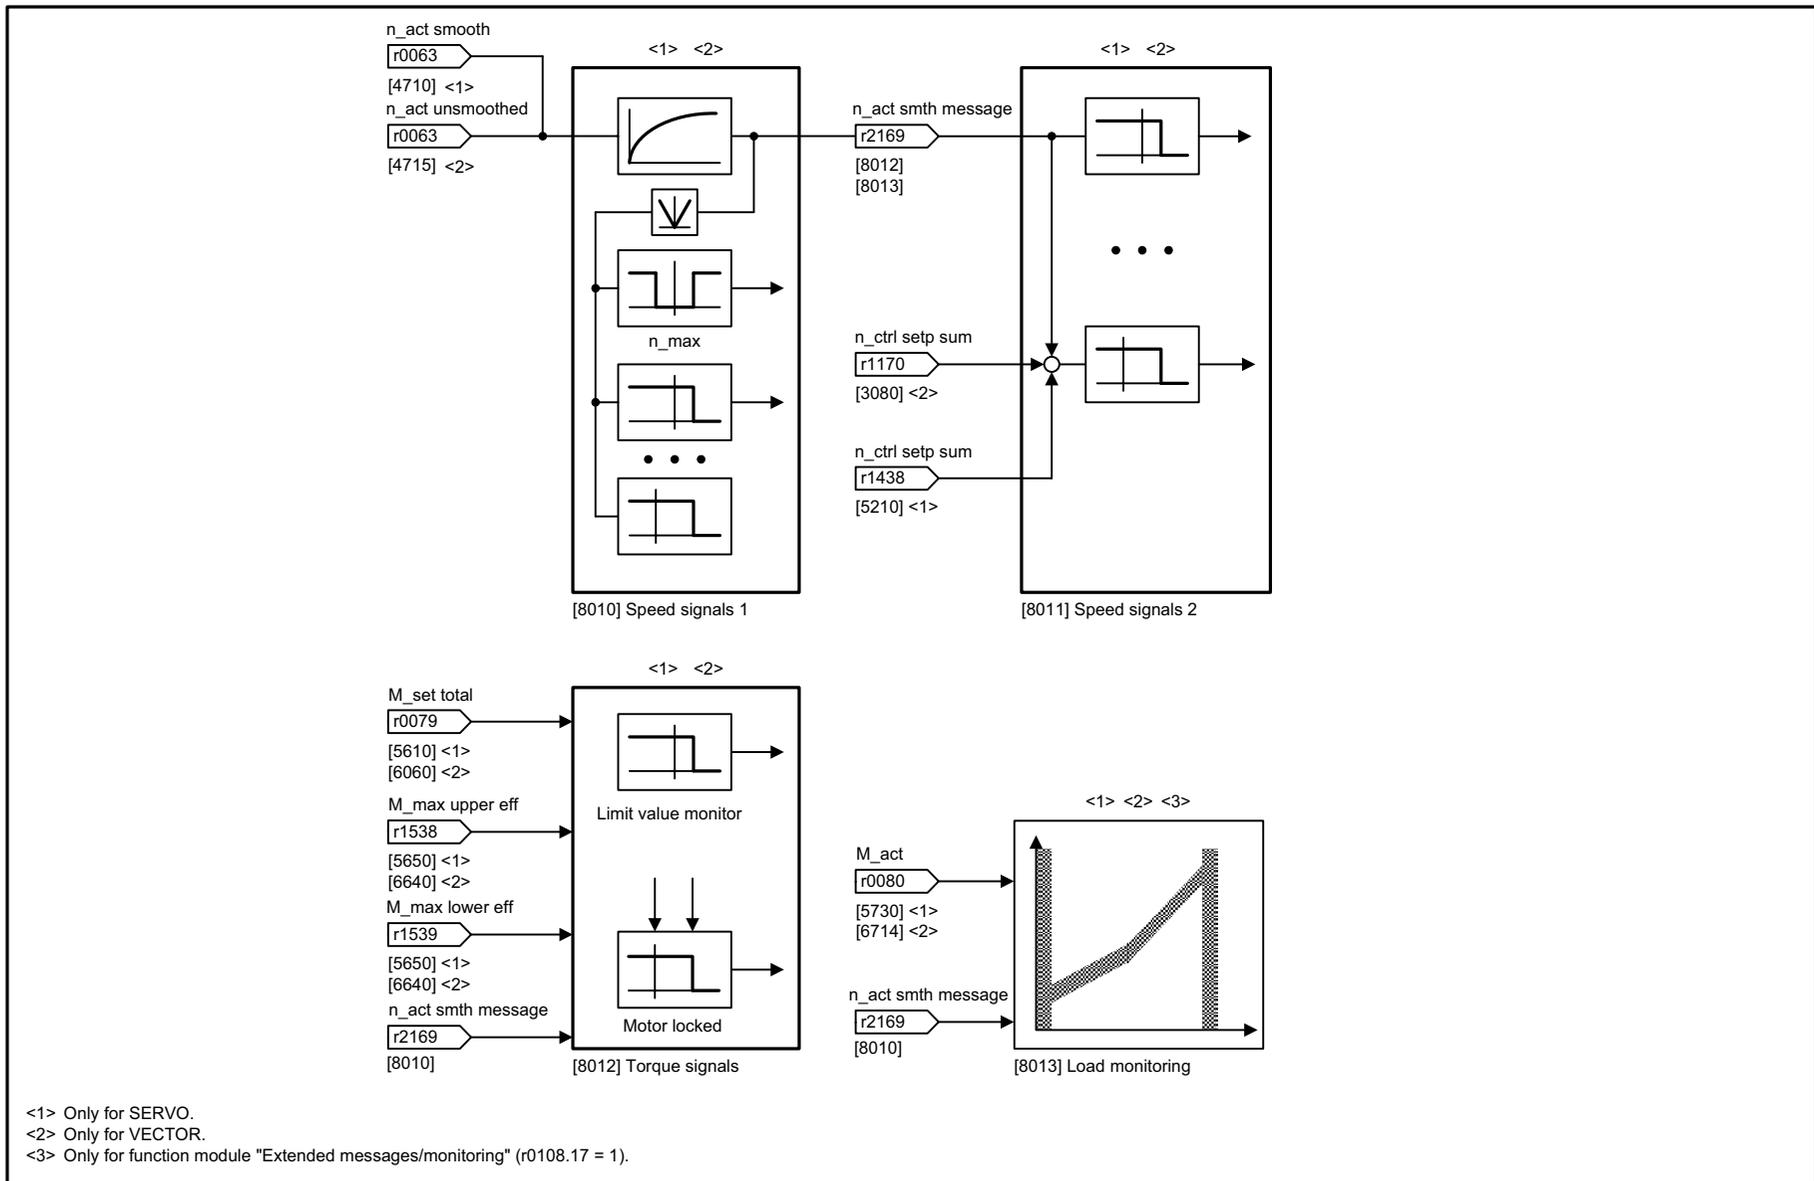 n_act smooth
r0063
[4710] <1>
n_act unsmoothed
r0063
[4715] <2>
<1> <2>
n_max
[8010] Speed signals 1
n_act smth message
r2169
[8012]
[8013]
n_ctrl setp sum
r1170
[3080] <2>
n_ctrl setp sum
r1438
[5210] <1>
<1> <2>
[8011] Speed signals 2
M_set total
r0079
[5610] <1>
[6060] <2>
M_max upper eff
r1538
[5650] <1>
[6640] <2>
M_max lower eff
r1539
[5650] <1>
[6640] <2>
n_act smth message
r2169
[8010]
<1> <2>
Limit value monitor
Motor locked
[8012] Torque signals
M_act
r0080
[5730] <1>
[6714] <2>
n_act smth message
r2169
[8010]
<1> <2> <3>
[8013] Load monitoring
<1> Only for SERVO.
<2> Only for VECTOR.
<3> Only for function module "Extended messages/monitoring" (r0108.17 = 1).